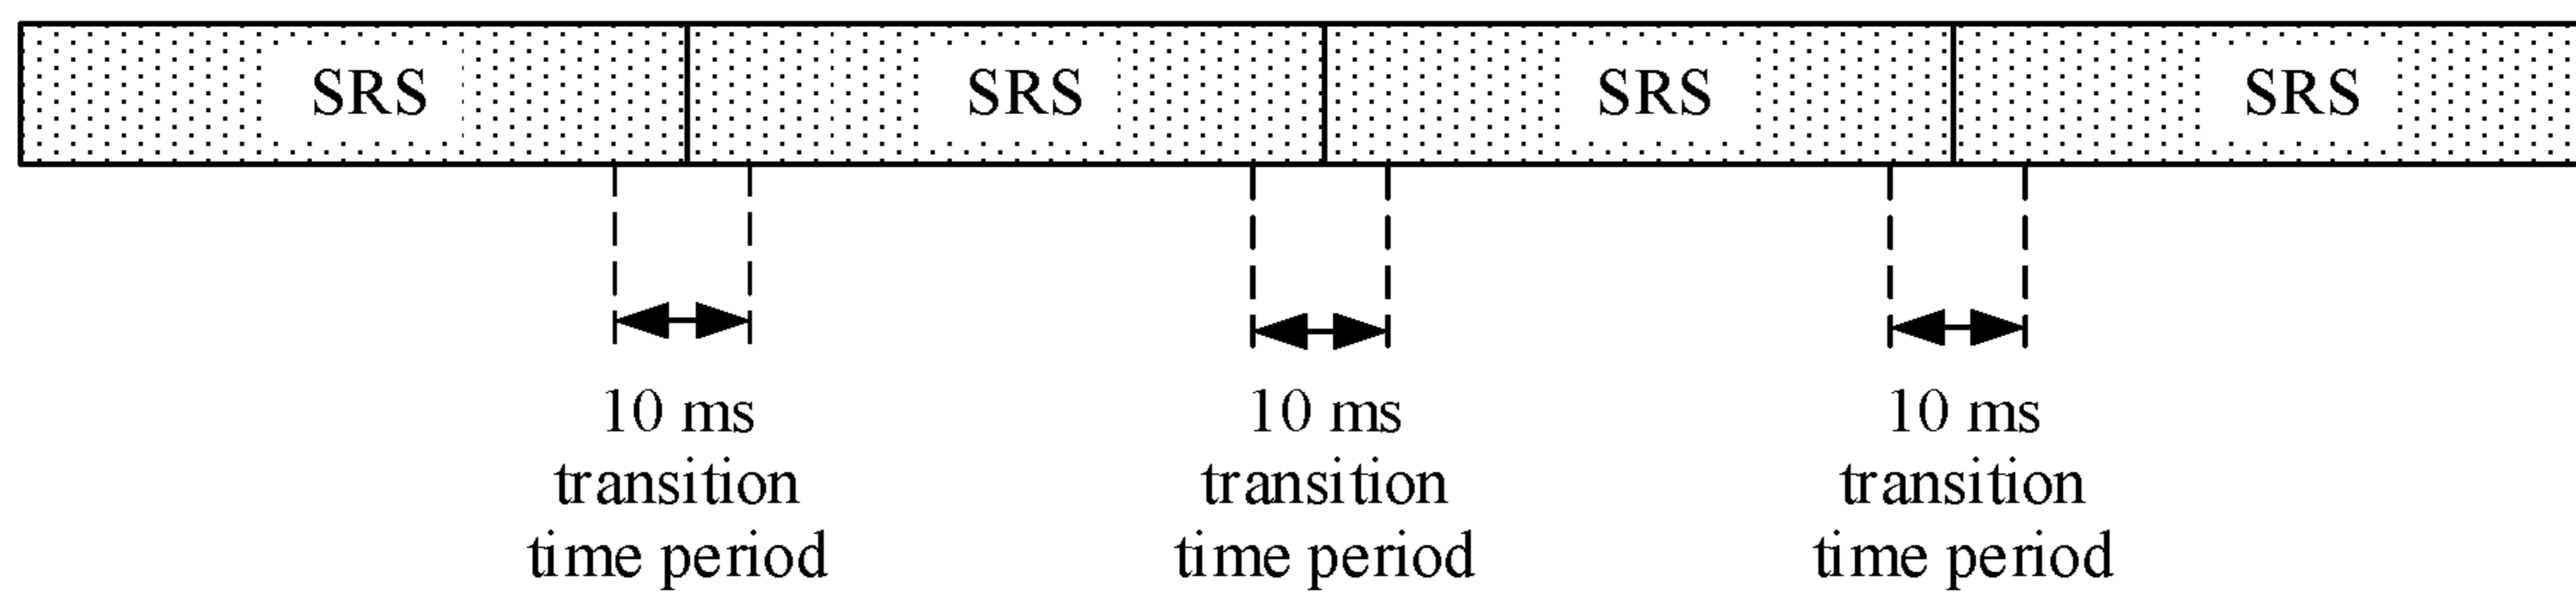 SRS SRS SRS SRS
10 ms 10 ms 10 ms
transition transition transition
time period time period time period